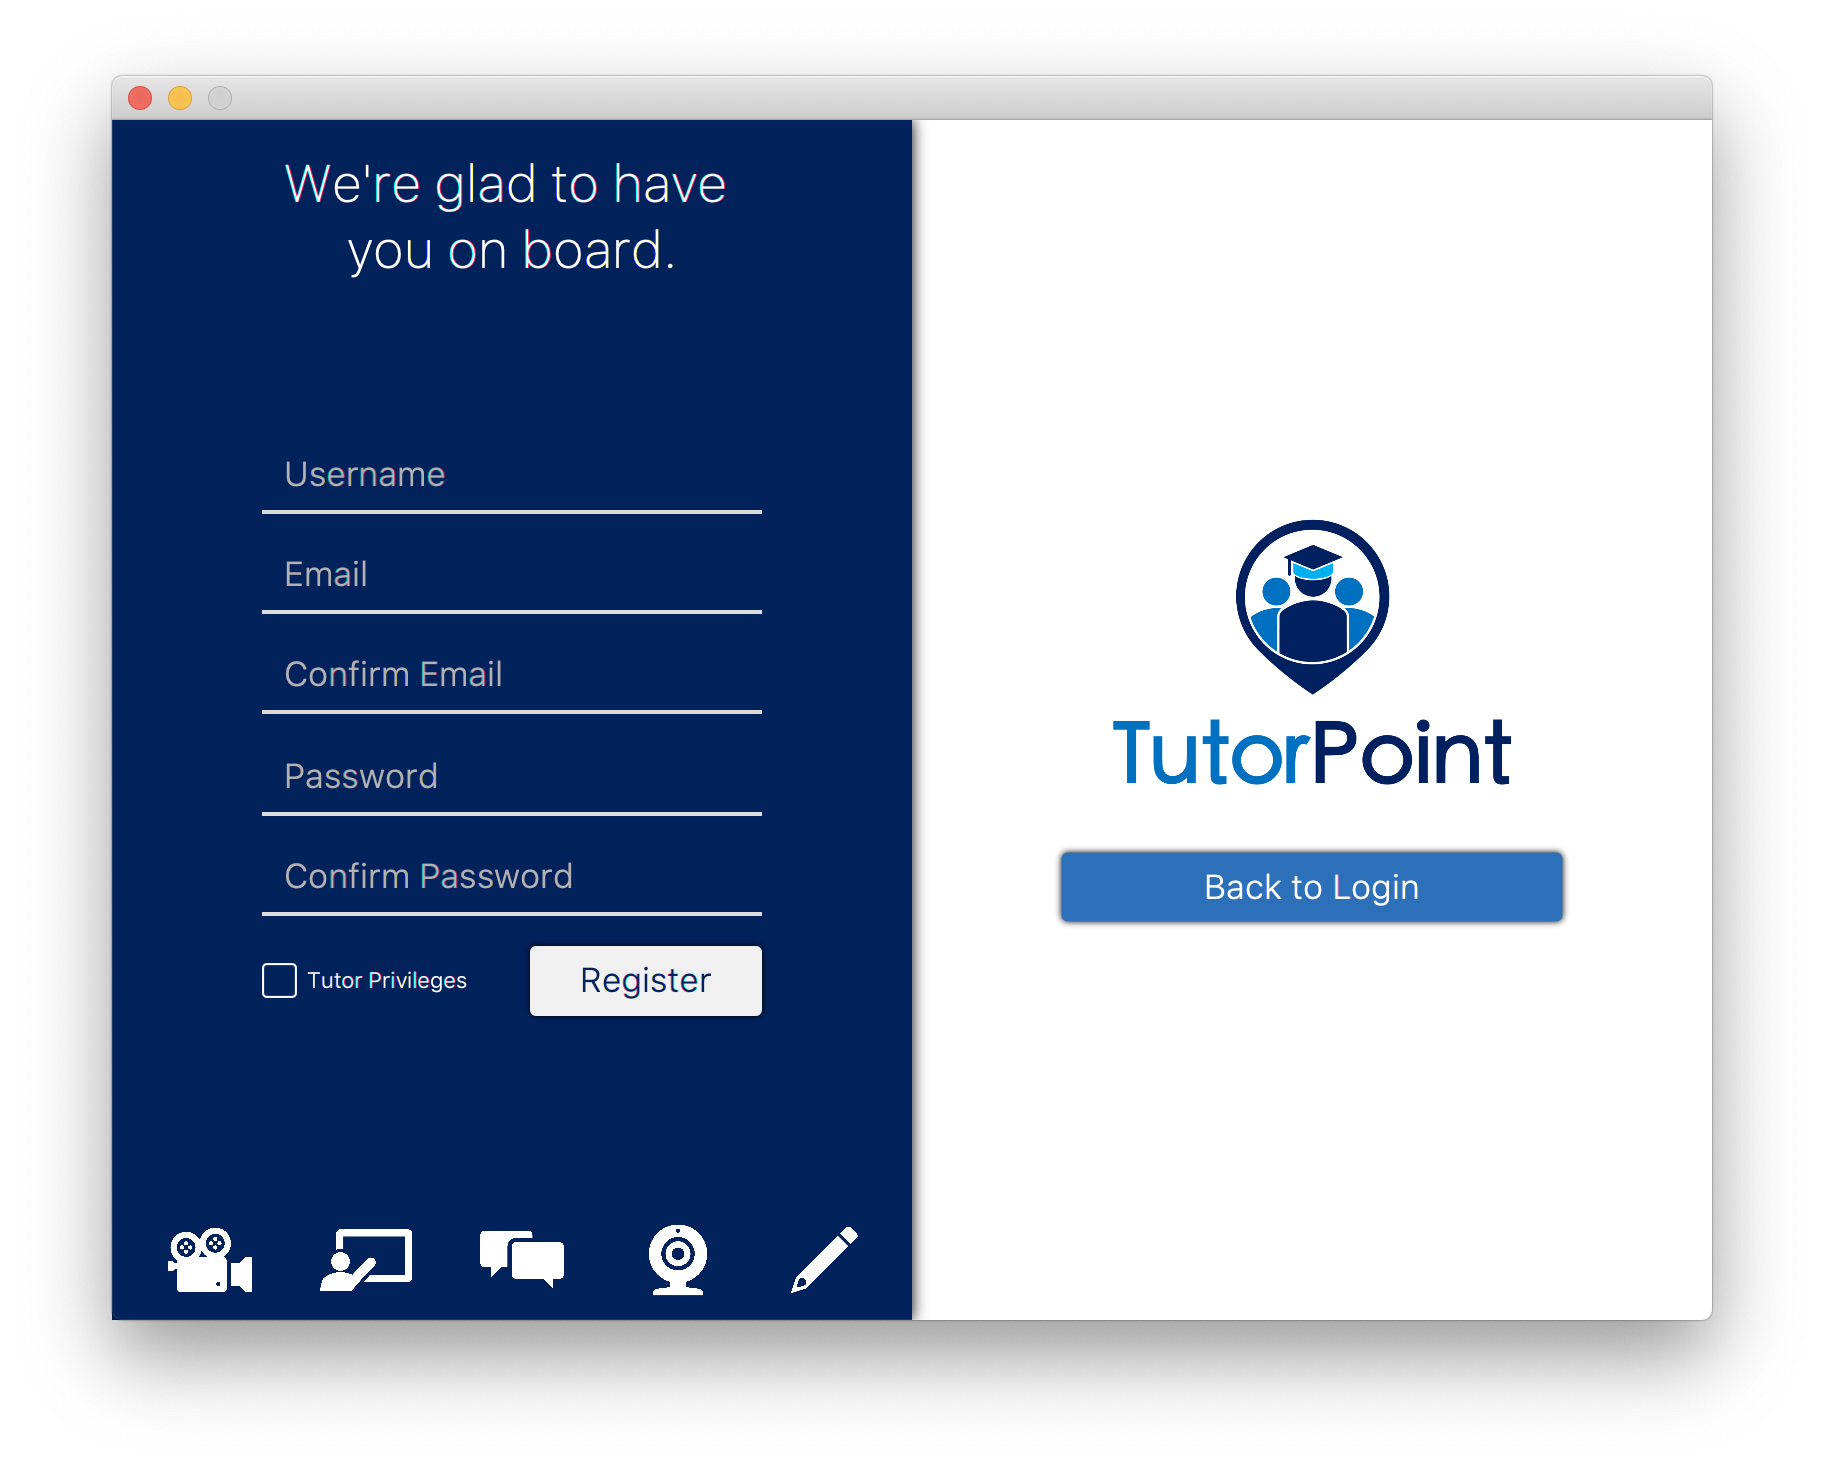 We're glad to have
you on board.
Username
Email
Confirm Email
Password
Confirm Password
Tutor Privileges
Register
TutorPoint
Back to Login